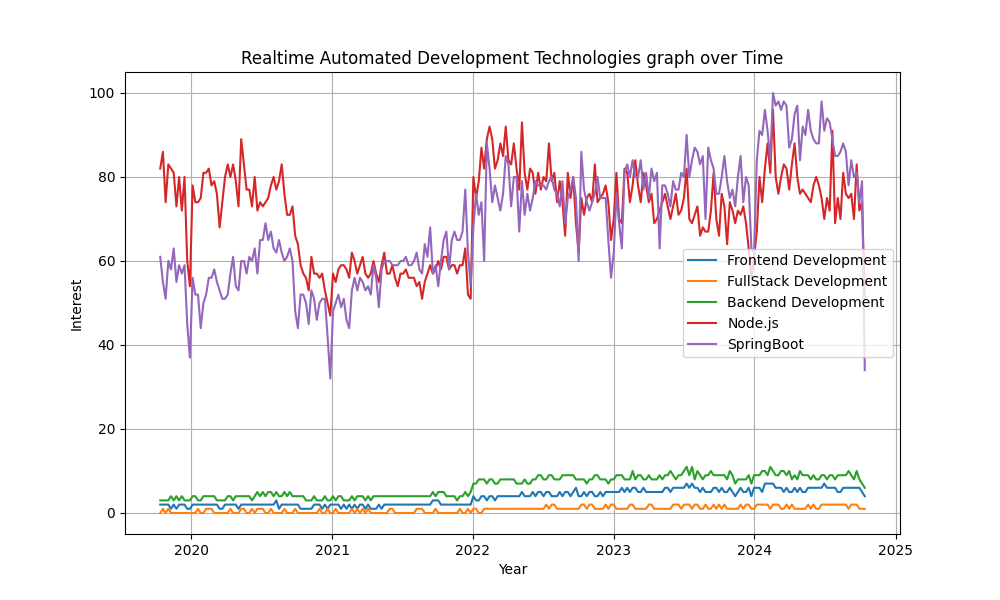 Realtime Automated Development Technologies graph over Time
100
80
60
40
20
0
Interest
Frontend Development
FullStack Development
Backend Development
Node.js
SpringBoot
2020 2021 2022 2023 2024 2025
Year